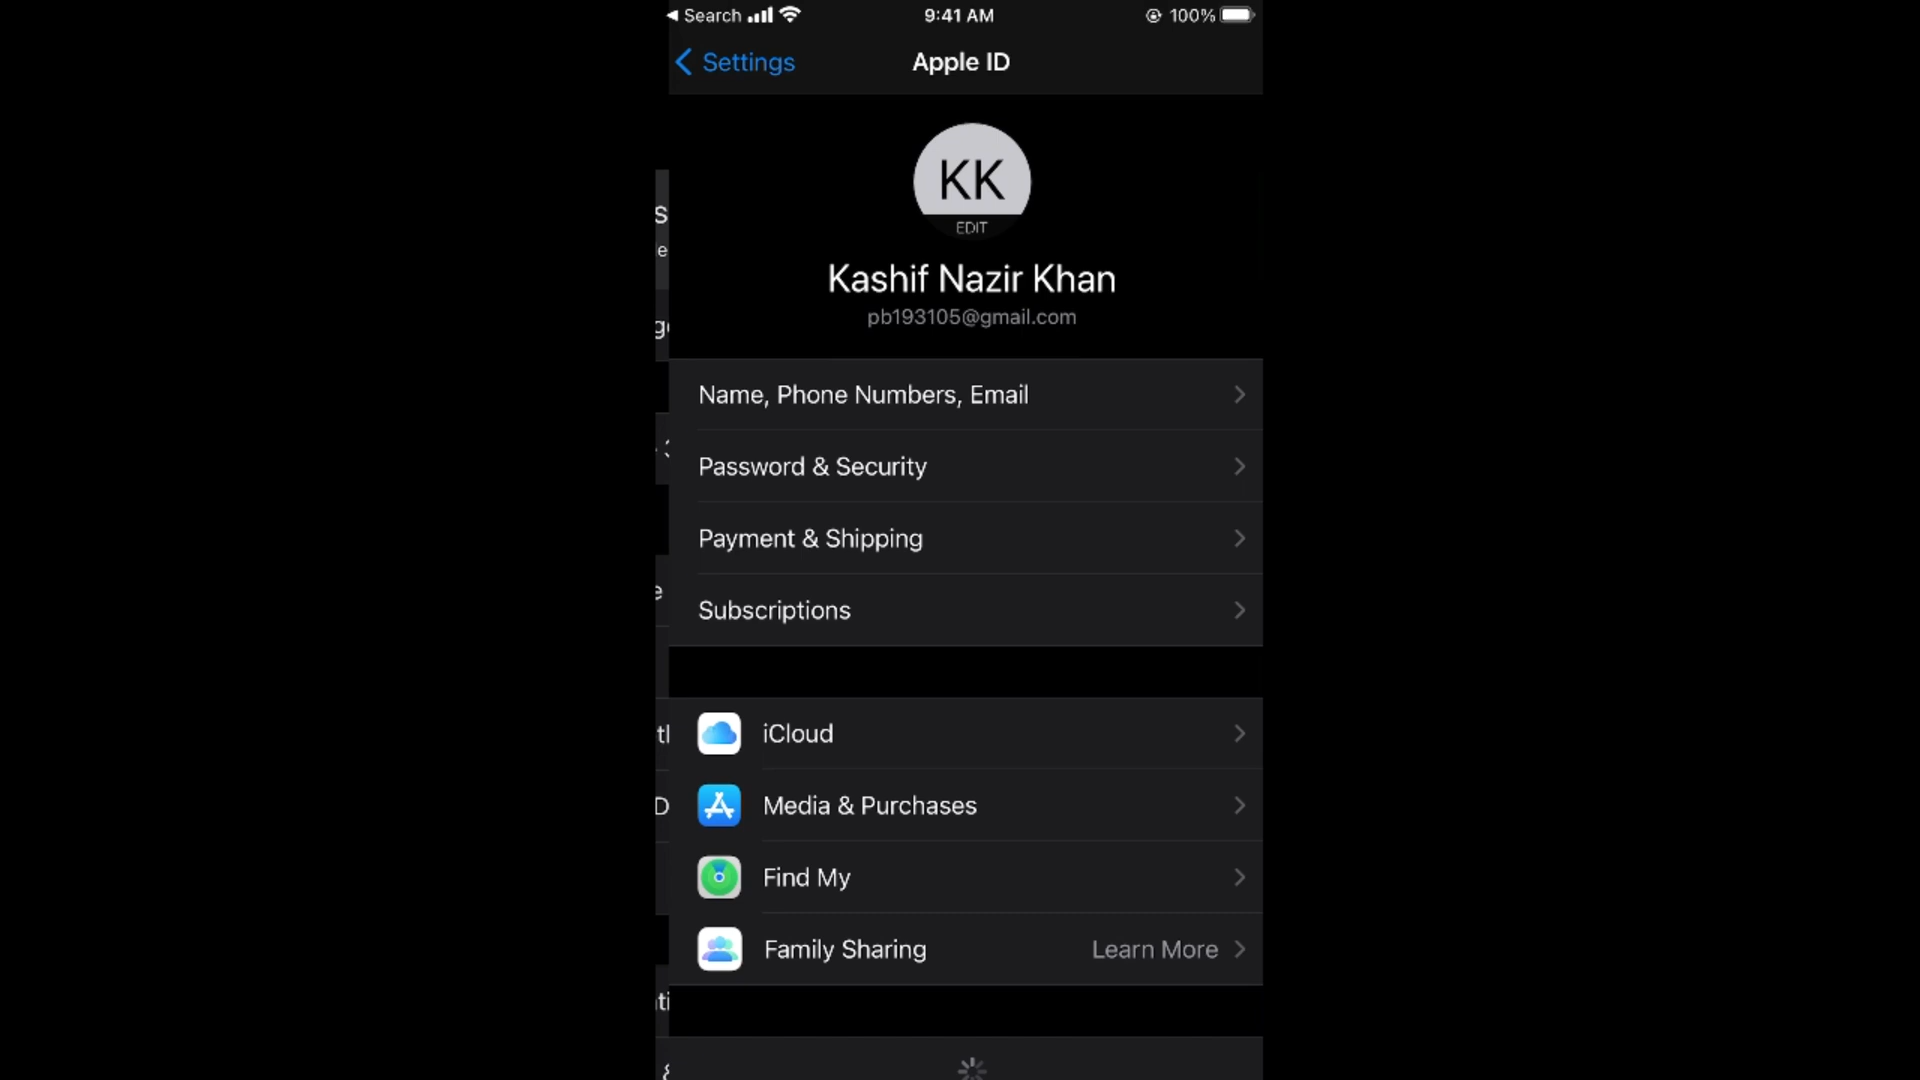 Search 9:41 AM 100%
Settings Apple ID
KK
EDIT
Kashif Nazir Khan
pb193105@gmail.com
Name, Phone Numbers, Email
Password & Security
Payment & Shipping
Subscriptions
iCloud
Media & Purchases
Find My
Family Sharing Learn More